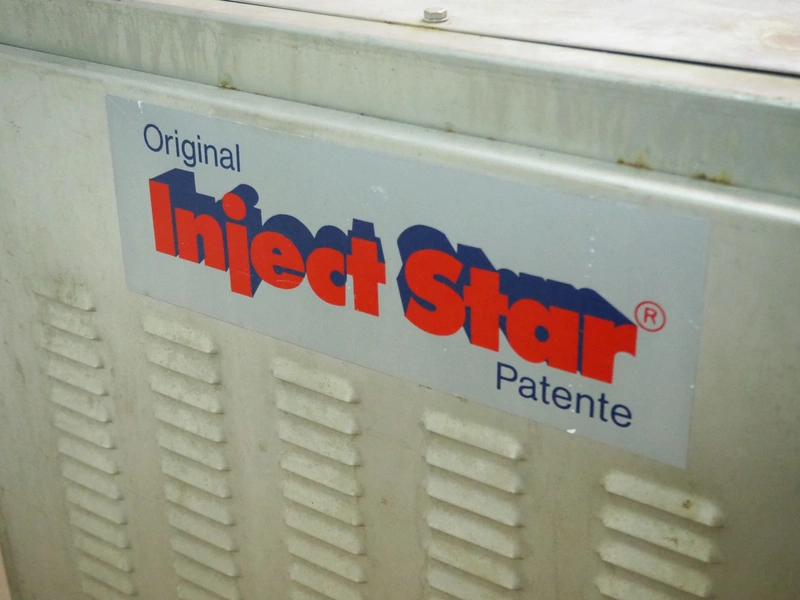 Original
Inject Star ®
Patente